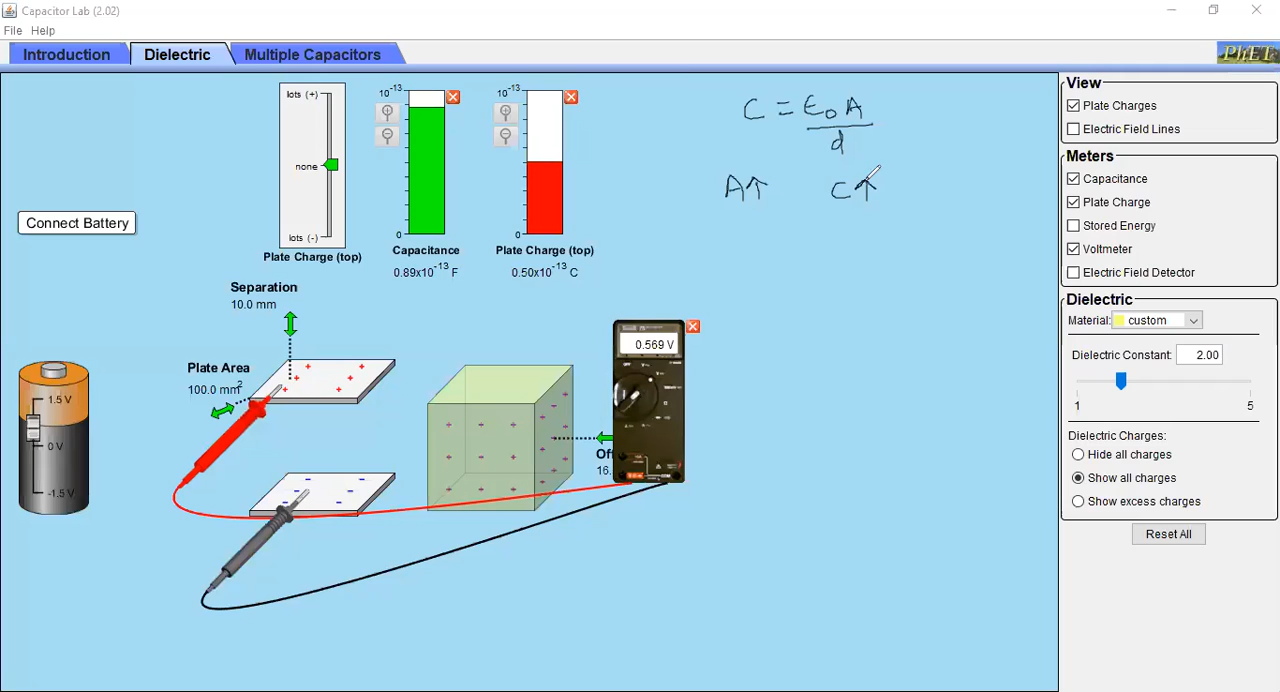 Capacitor Lab (2.02)
File Help
Introduction Dielectric Multiple Capacitors
PhET
lots (+)
none
lots (-)
Plate Charge (top)
10-13
0
Capacitance
0.89x10-13 F
10-13
0
Plate Charge (top)
0.50x10-13 C
C = ε0 A
d
A↑ C↑
Connect Battery
Separation
10.0 mm
Plate Area
100.0 mm2
1.5 V
0 V
-1.5 V
0.569 V
Off
16.
View
Plate Charges
Electric Field Lines
Meters
Capacitance
Plate Charge
Stored Energy
Voltmeter
Electric Field Detector
Dielectric
Material: custom
Dielectric Constant: 2.00
1 5
Dielectric Charges:
Hide all charges
Show all charges
Show excess charges
Reset All